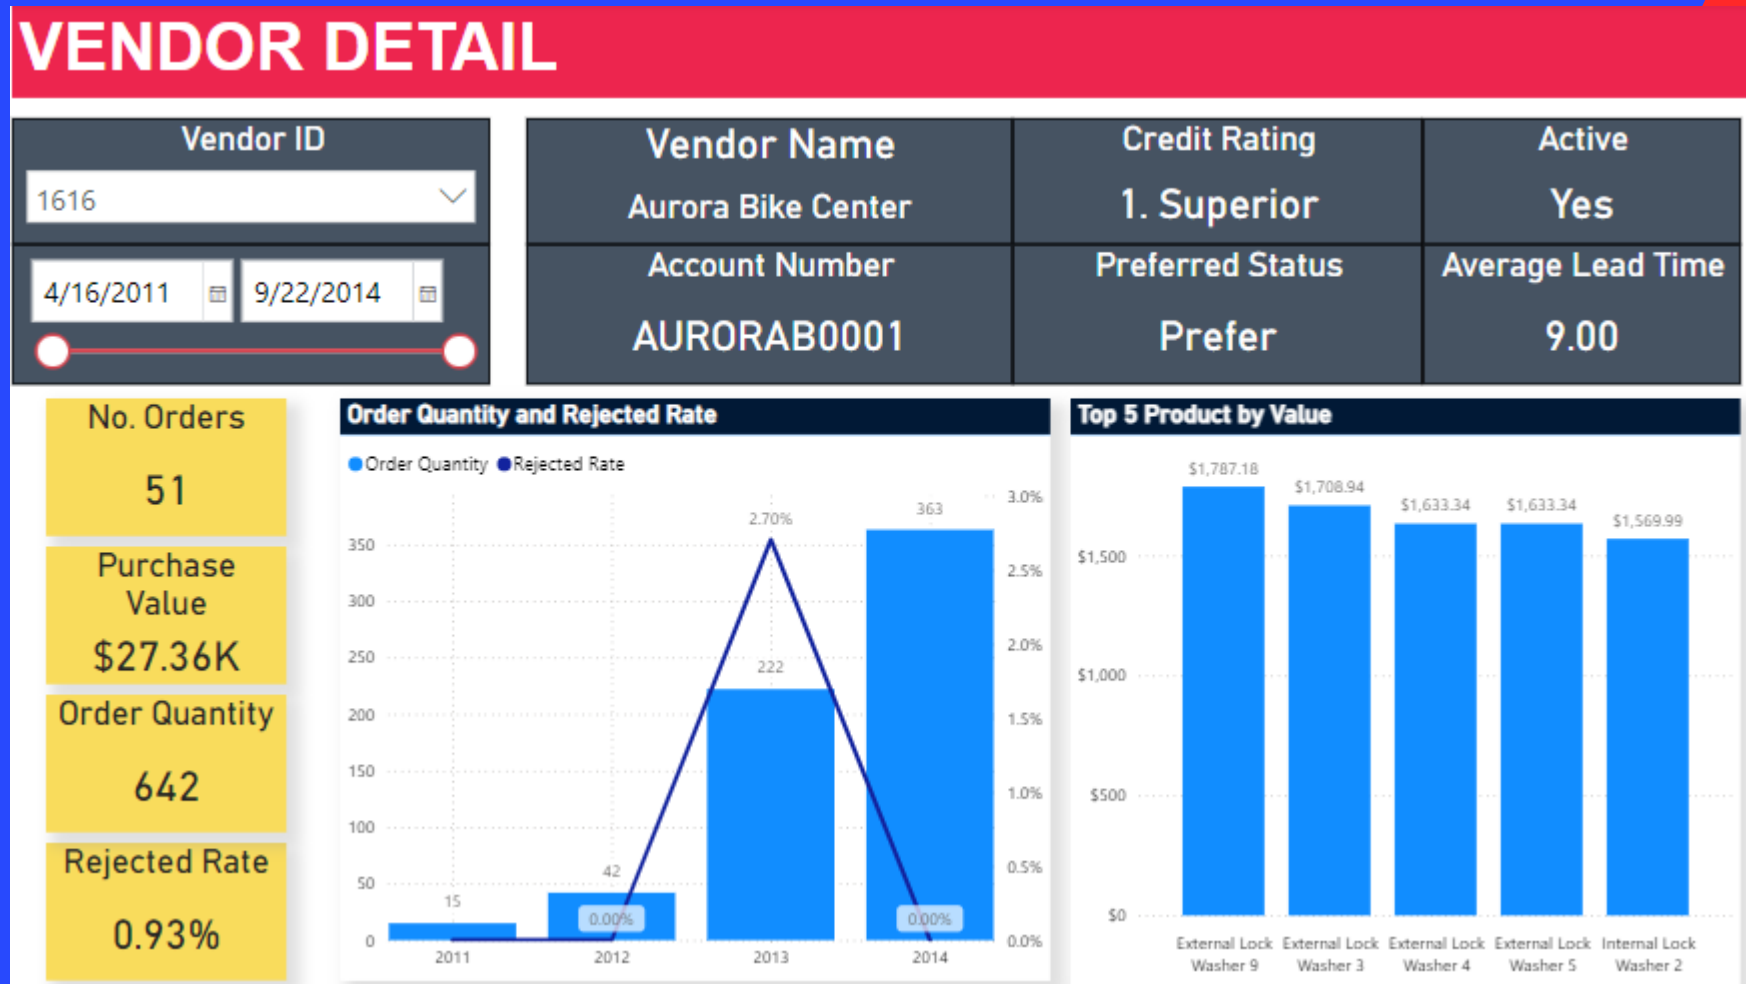 VENDOR DETAIL
Vendor ID
1616
4/16/2011 9/22/2014
Vendor Name
Aurora Bike Center
Credit Rating
1. Superior
Active
Yes
Account Number
AURORAB0001
Preferred Status
Prefer
Average Lead Time
9.00
No. Orders
51
Purchase
Value
$27.36K
Order Quantity
642
Rejected Rate
0.93%
Order Quantity and Rejected Rate
Order Quantity Rejected Rate
350
300
250
200
150
100
50
0
15
42
222
363
2.70%
0.00%
0.00%
3.0%
2.5%
2.0%
1.5%
1.0%
0.5%
0.0%
2011 2012 2013 2014
Top 5 Product by Value
$1,787.18
$1,708.94
$1,633.34
$1,633.34
$1,569.99
$1,500
$1,000
$500
$0
External Lock
Washer 9
External Lock
Washer 3
External Lock
Washer 4
External Lock
Washer 5
Internal Lock
Washer 2